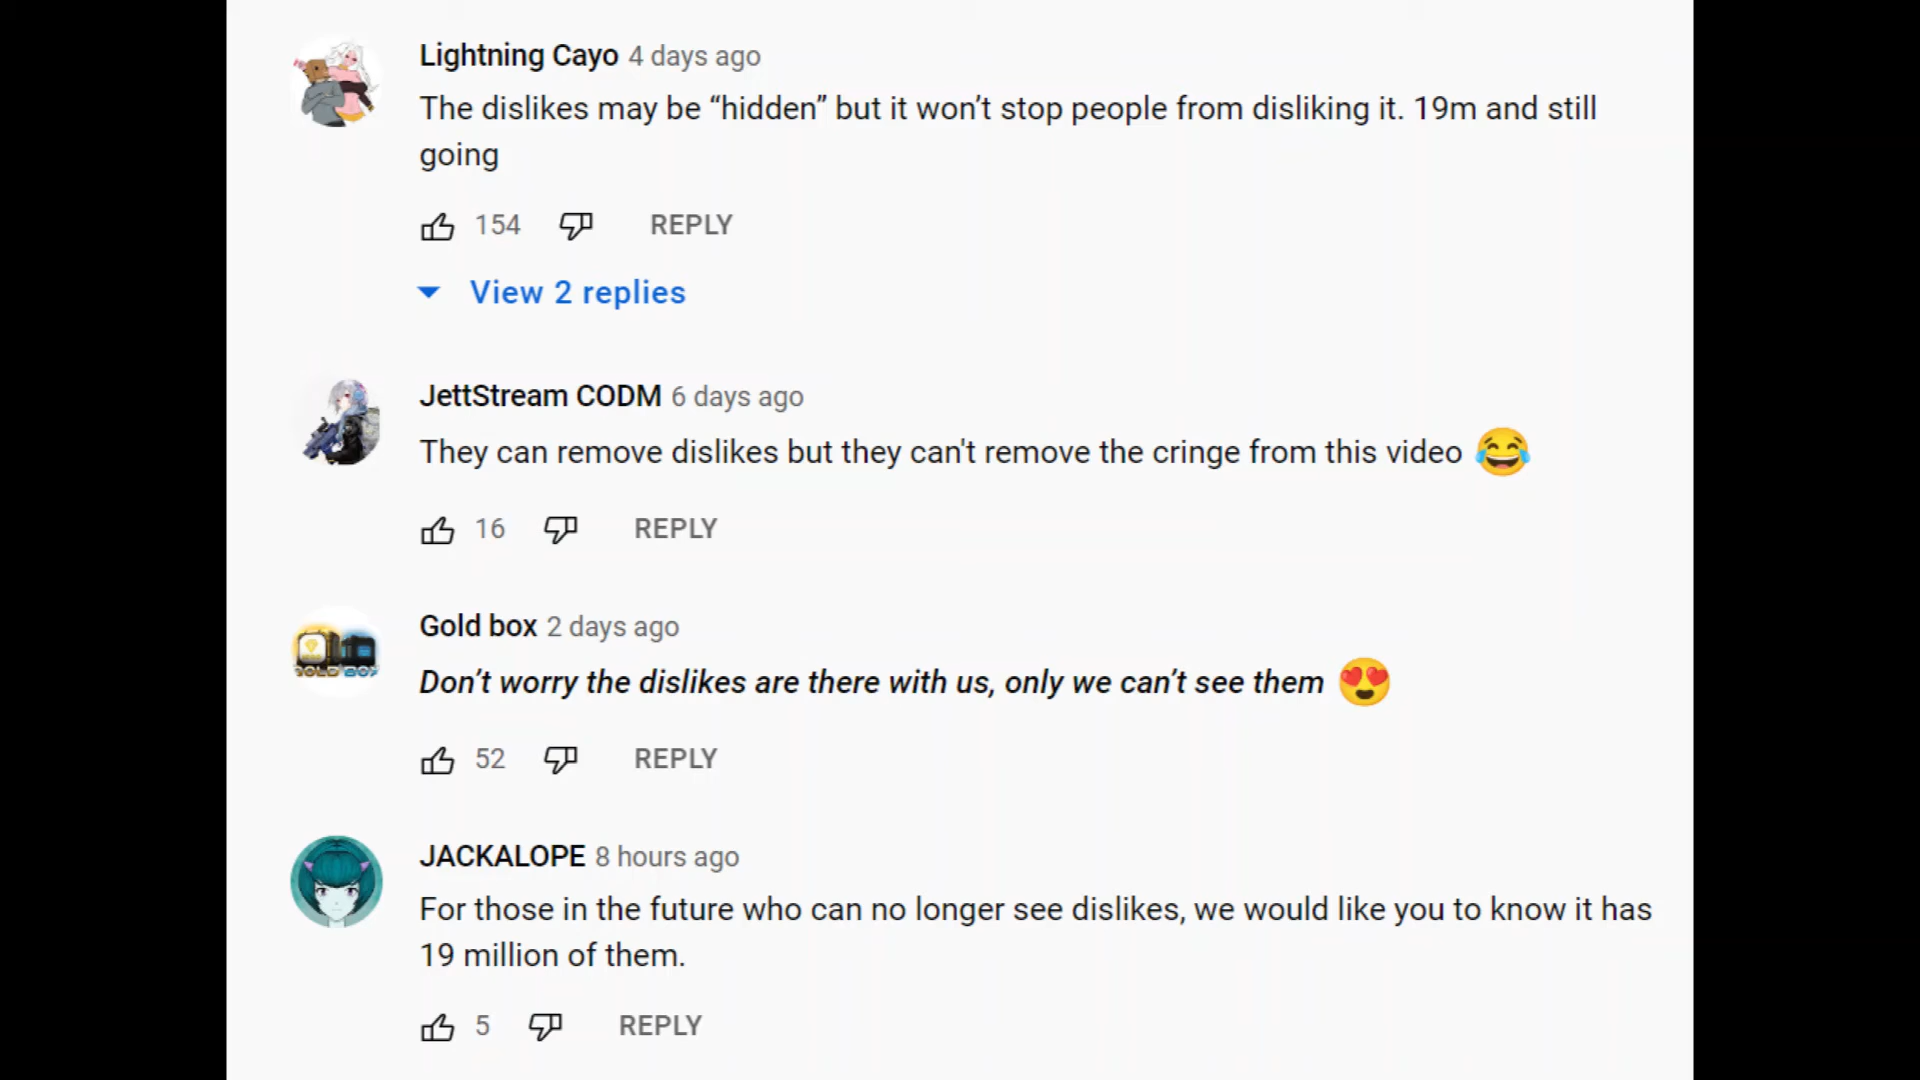 Lightning Cayo 4 days ago
The dislikes may be “hidden” but it won’t stop people from disliking it. 19m and still
going
154 REPLY
View 2 replies
JettStream CODM 6 days ago
They can remove dislikes but they can't remove the cringe from this video 😂
16 REPLY
GOLD BOX
Gold box 2 days ago
Don’t worry the dislikes are there with us, only we can’t see them 😍
52 REPLY
JACKALOPE 8 hours ago
For those in the future who can no longer see dislikes, we would like you to know it has
19 million of them.
5 REPLY